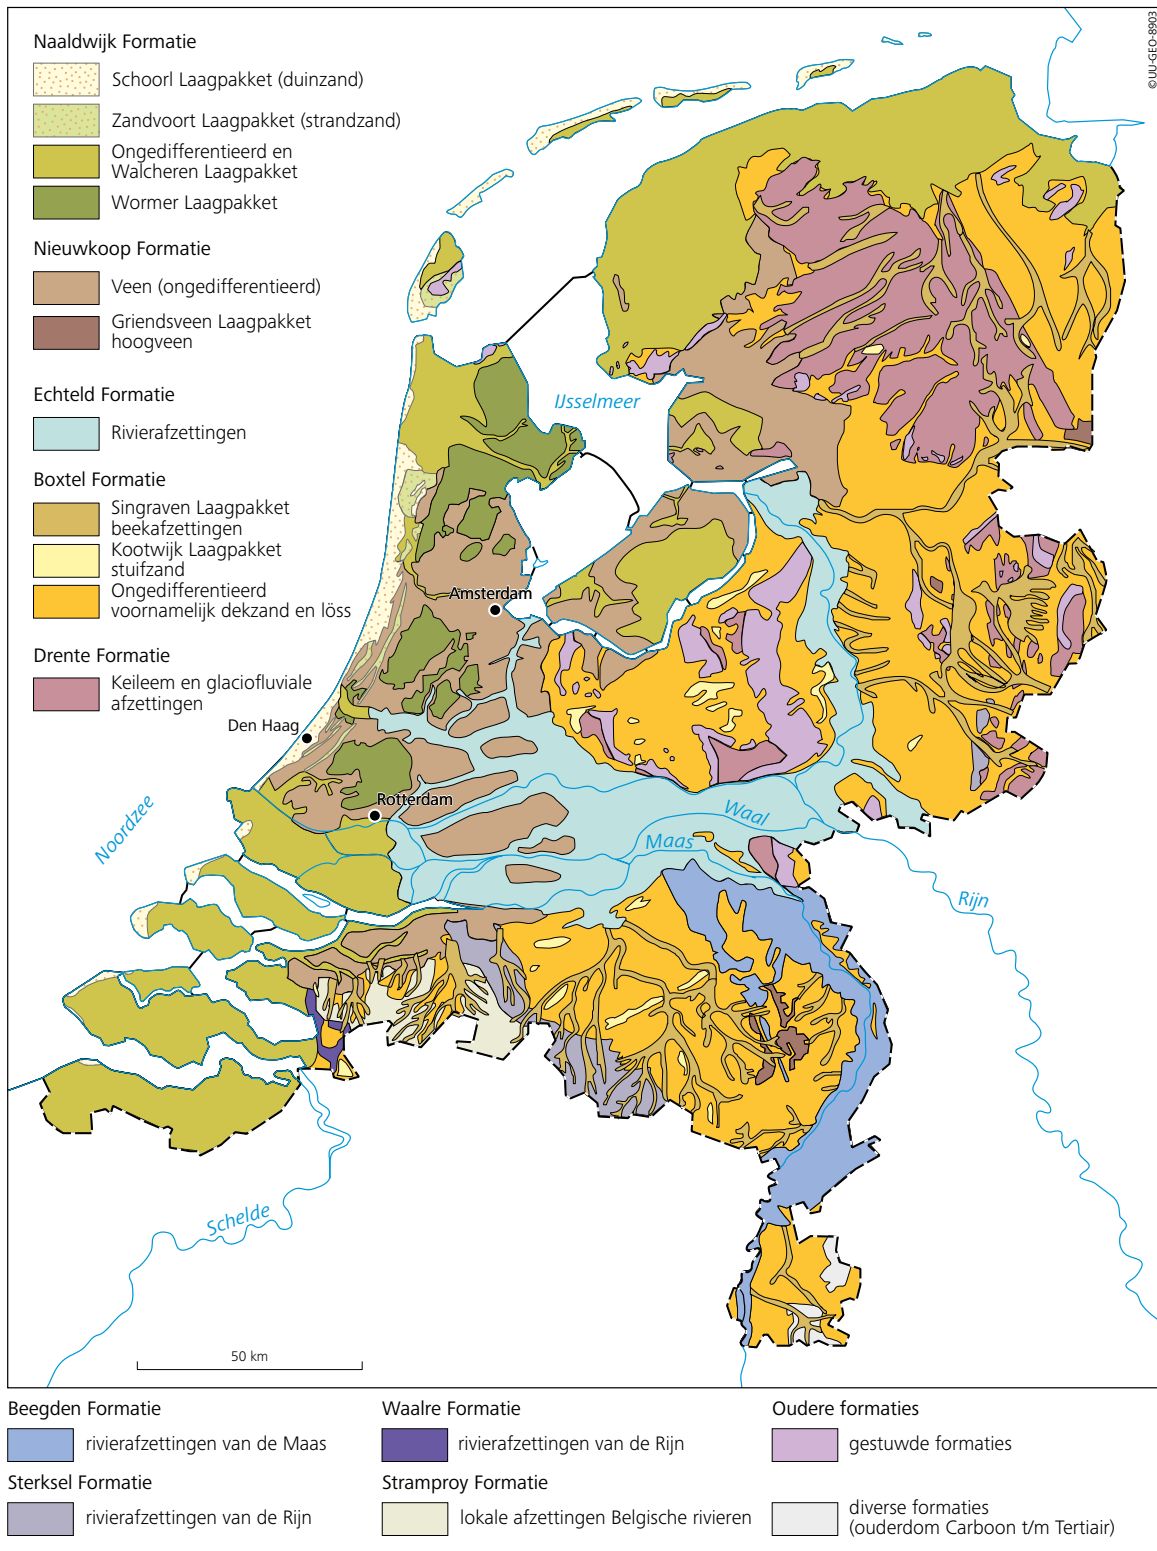 ©UU-GEO-8903
Naaldwijk Formatie
Schoorl Laagpakket (duinzand)
Zandvoort Laagpakket (strandzand)
Ongedifferentieerd en
Walcheren Laagpakket
Wormer Laagpakket
Nieuwkoop Formatie
Veen (ongedifferentieerd)
Griendsveen Laagpakket
hoogveen
Echteld Formatie
Rivierafzettingen
Boxtel Formatie
Singraven Laagpakket
beekafzettingen
Kootwijk Laagpakket
stuifzand
Ongedifferentieerd
voornamelijk dekzand en löss
Drente Formatie
Keileem en glaciofluviale
afzettingen
IJsselmeer
Amsterdam
Den Haag
Rotterdam
Noordzee
Waal
Maas
Rijn
Schelde
50 km
Beegden Formatie
rivierafzettingen van de Maas
Sterksel Formatie
rivierafzettingen van de Rijn
Waalre Formatie
rivierafzettingen van de Rijn
Stramproy Formatie
lokale afzettingen Belgische rivieren
Oudere formaties
gestuwde formaties
diverse formaties
(ouderdom Carboon t/m Tertiair)